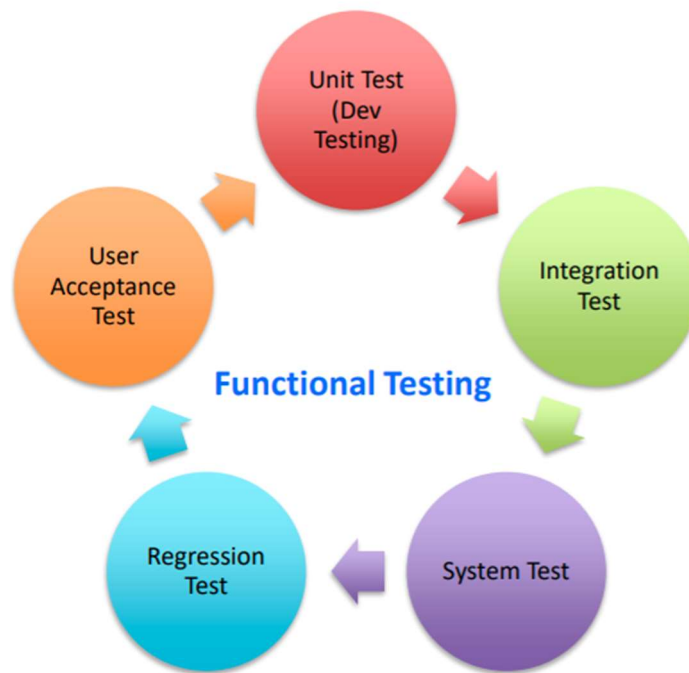 Unit Test
(Dev
Testing)
Integration
Test
System Test
Regression
Test
User
Acceptance
Test
Functional Testing